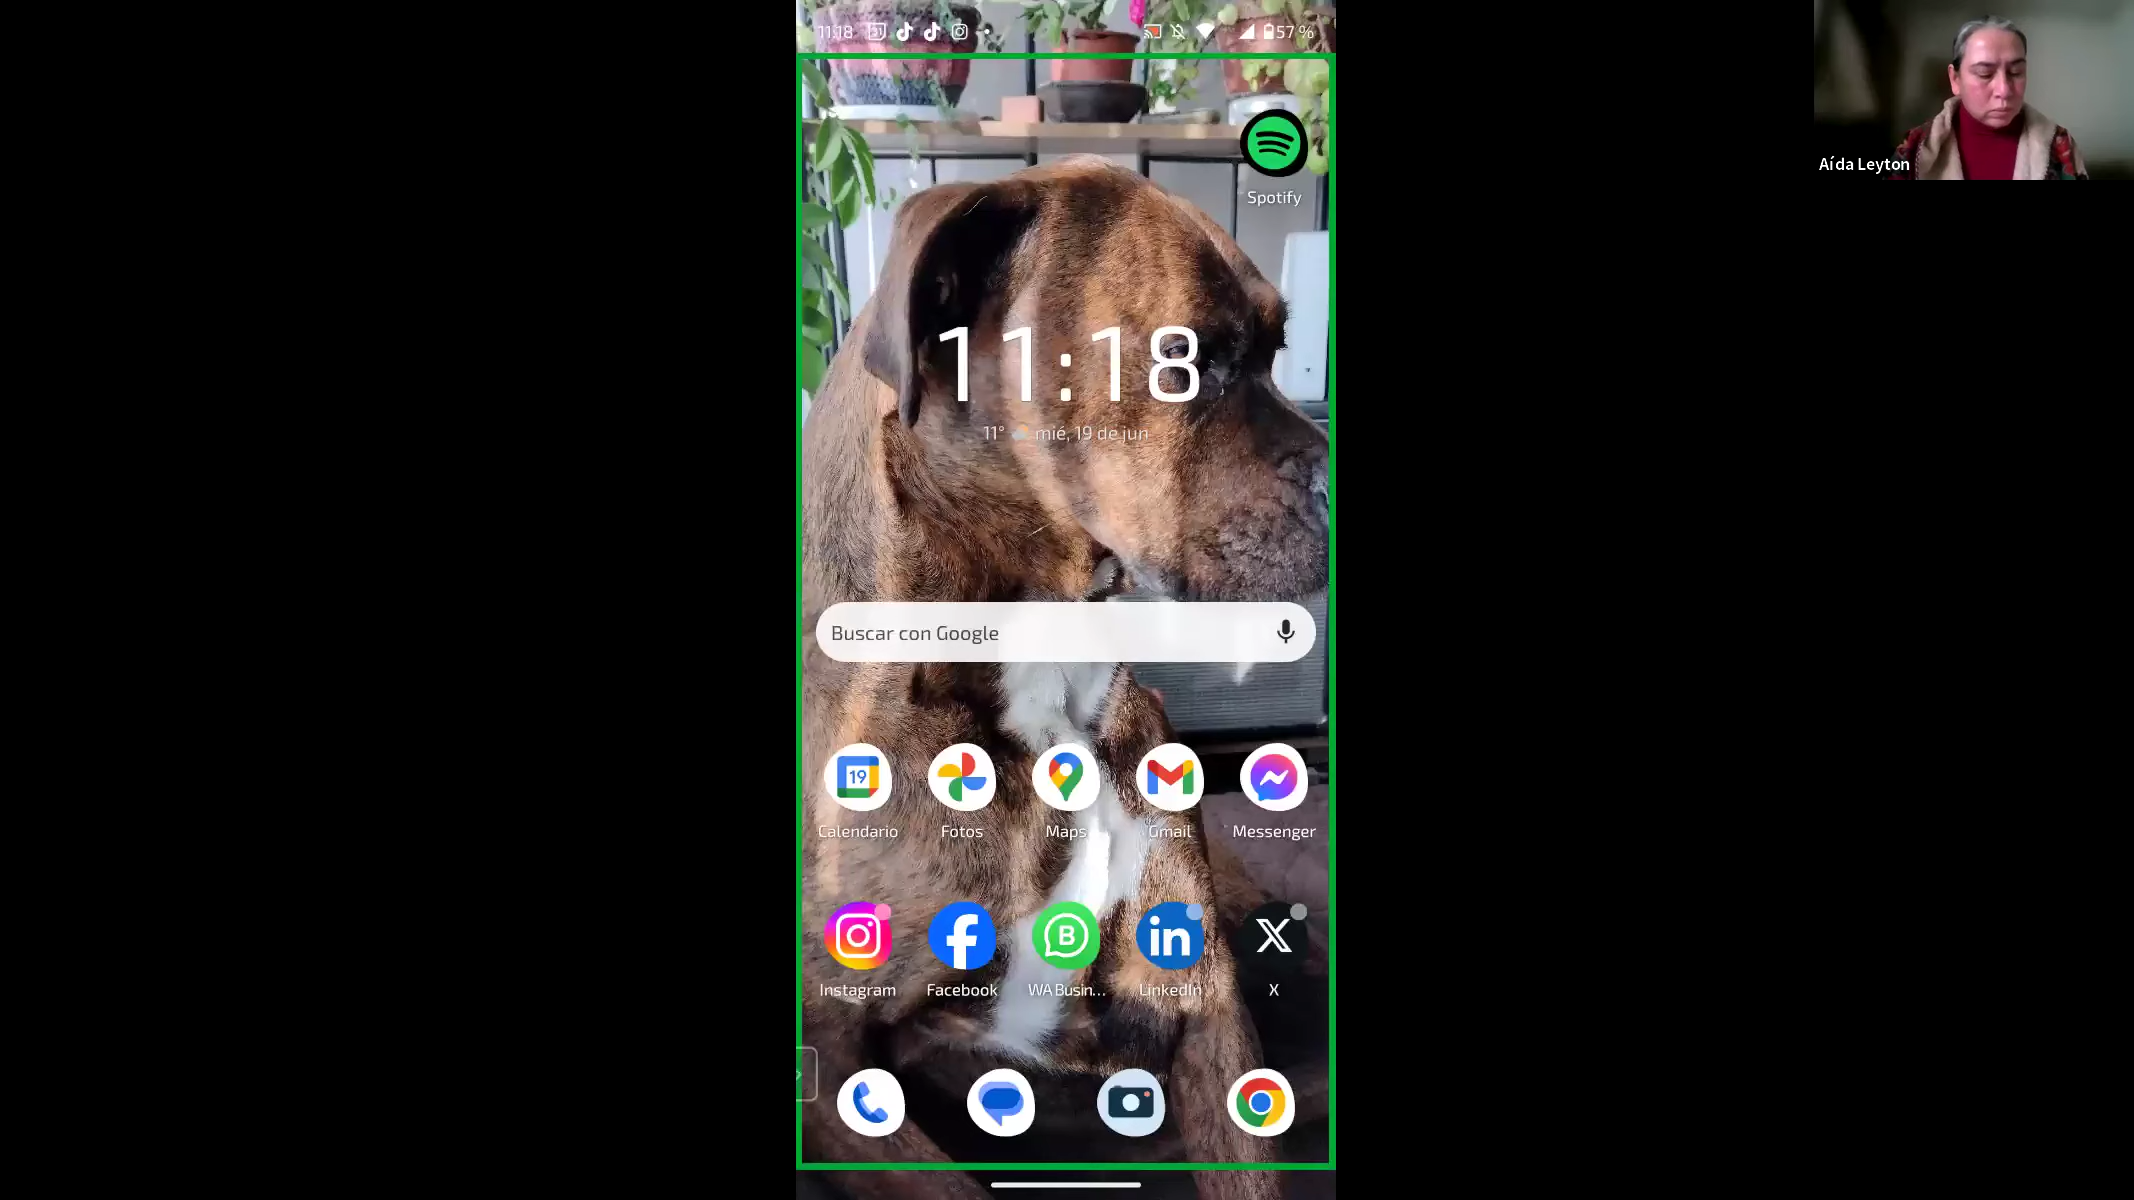 11:18
57 %
Spotify
11:18
11° mié, 19 de jun
Buscar con Google
19
Calendario
Fotos
Maps
Gmail
Messenger
B
in
X
Instagram
Facebook
WA Busin...
LinkedIn
X
Aída Leyton